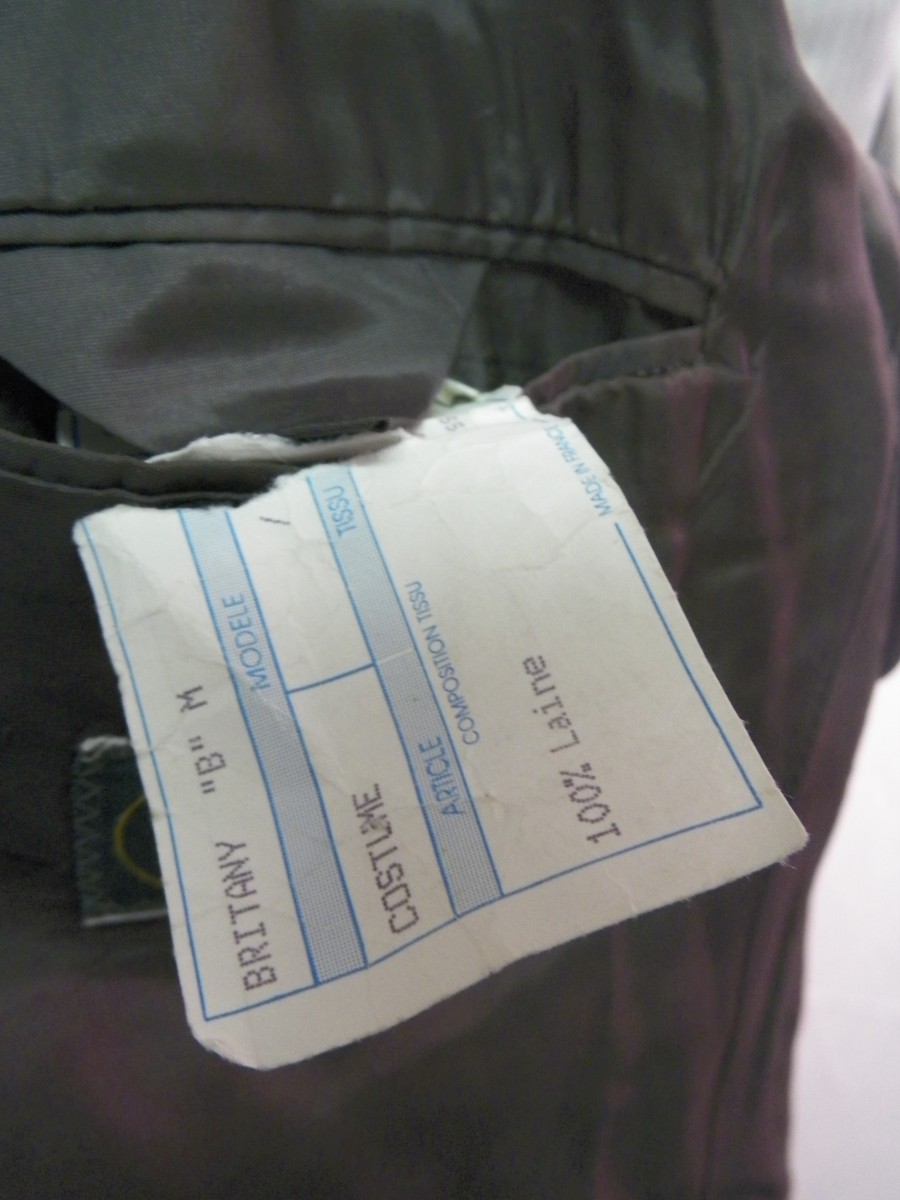 BRITANY "B" M
MODELE
COSTUME /
ARTICLE TISSU
COMPOSITION TISSU
100% Laine
MADE IN FRANCE